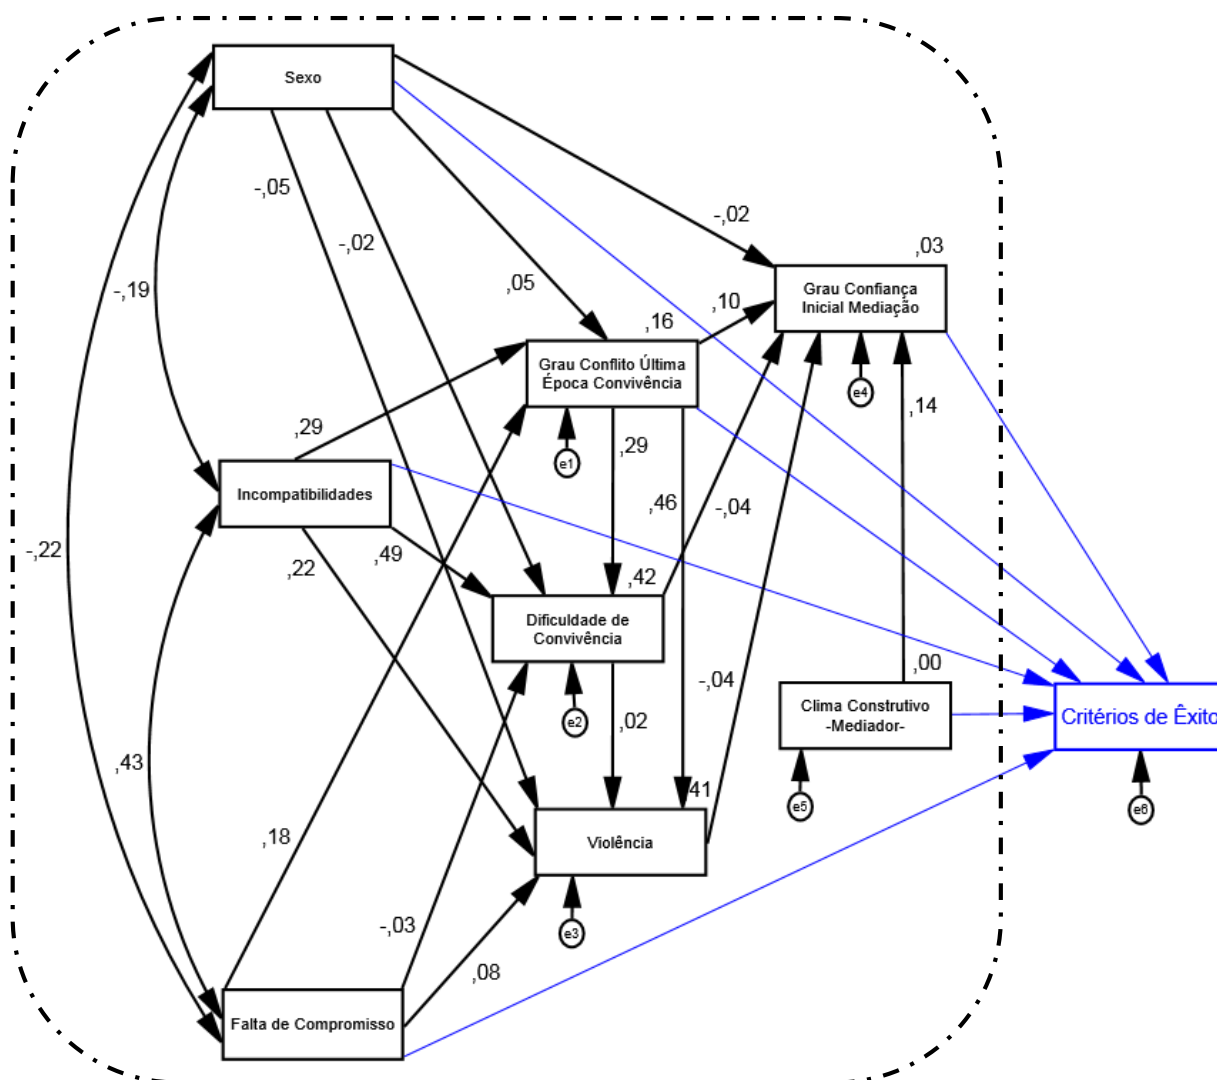 Sexo
-,05
-,02
-,02
,03
-,19
,05
,10
Grau Confiança
Inicial Mediação
,16
Grau Conflito Última
Época Convivência
e4
,14
,29
,29
e1
Incompatibilidades
,46
-,04
-,22
,49
,22
,42
Dificuldade de
Convivência
,00
-,04
Clima Construtivo
-Mediador-
Critérios de Êxito
e2
,02
,43
41
e5
e6
,18
Violência
-,03
e3
,08
Falta de Compromisso